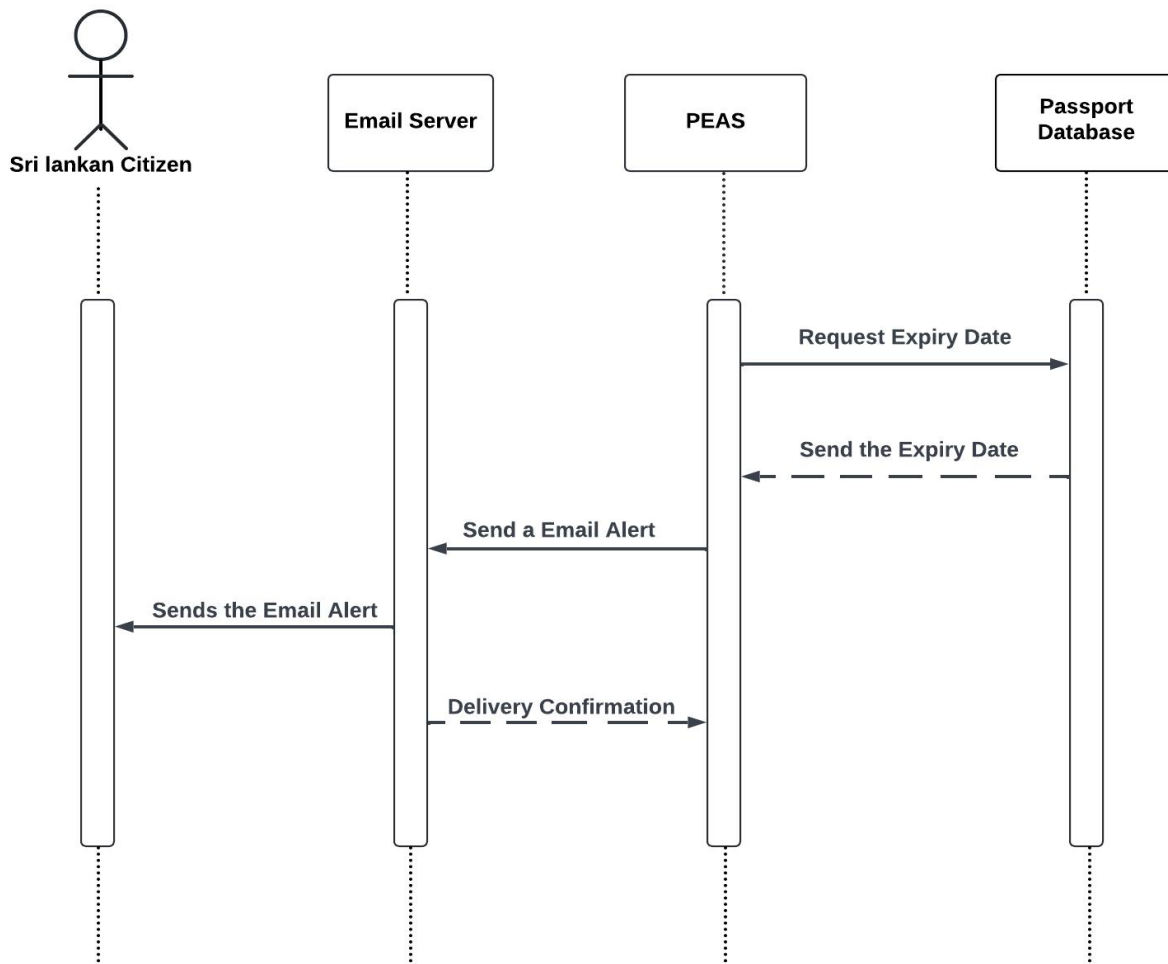 Sri lankan Citizen
Email Server
PEAS
Passport
Database
Request Expiry Date
Send the Expiry Date
Send a Email Alert
Sends the Email Alert
Delivery Confirmation